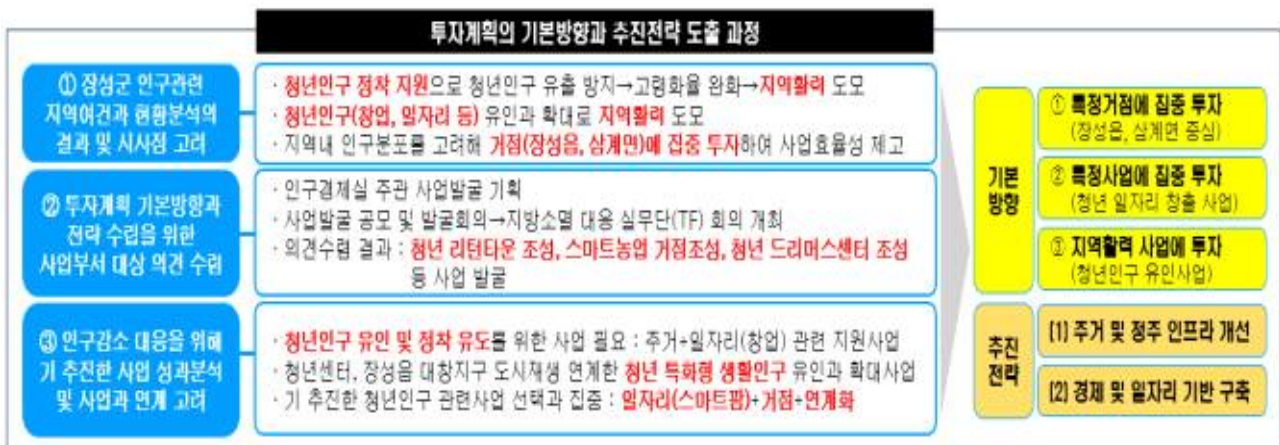 투자계획의 기본방향과 추진전략 도출 과정
① 장성군 인구관련
지역여건과 현황분석의
결과 및 시사점 고려
· 청년인구 정착 지원으로 청년인구 유출 방지→고령화율 완화→지역활력 도모
· 청년인구(창업, 일자리 등) 유인과 확대로 지역활력 도모
· 지역내 인구분포를 고려해 거점(장성읍, 삼계면)에 집중 투자하여 사업효율성 제고
② 투자계획 기본방향과
전략 수립을 위한
사업부서 대상 의견 수렴
· 인구경제실 주관 사업발굴 기획
· 사업발굴 공모 및 발굴회의→지방소멸 대응 실무단(TF) 회의 개최
· 의견수렴 결과 : 청년 리턴타운 조성, 스마트농업 거점조성, 청년 드리머스센터 조성
등 사업 발굴
③ 인구감소 대응을 위해
기 추진한 사업 성과분석
및 사업과 연계 고려
· 청년인구 유인 및 정착 유도를 위한 사업 필요 : 주거+일자리(창업) 관련 지원사업
· 청년센터, 장성읍 대창지구 도시재생 연계한 청년 특화형 생활인구 유인과 확대사업
· 기 추진한 청년인구 관련사업 선택과 집중 : 일자리(스마트팜)+거점+연계화
기본
방향
① 특정거점에 집중 투자
(장성읍, 삼계면 중심)
② 특정사업에 집중 투자
(청년 일자리 창출 사업)
③ 지역활력 사업에 투자
(청년인구 유인사업)
추진
전략
(1) 주거 및 정주 인프라 개선
(2) 경제 및 일자리 기반 구축